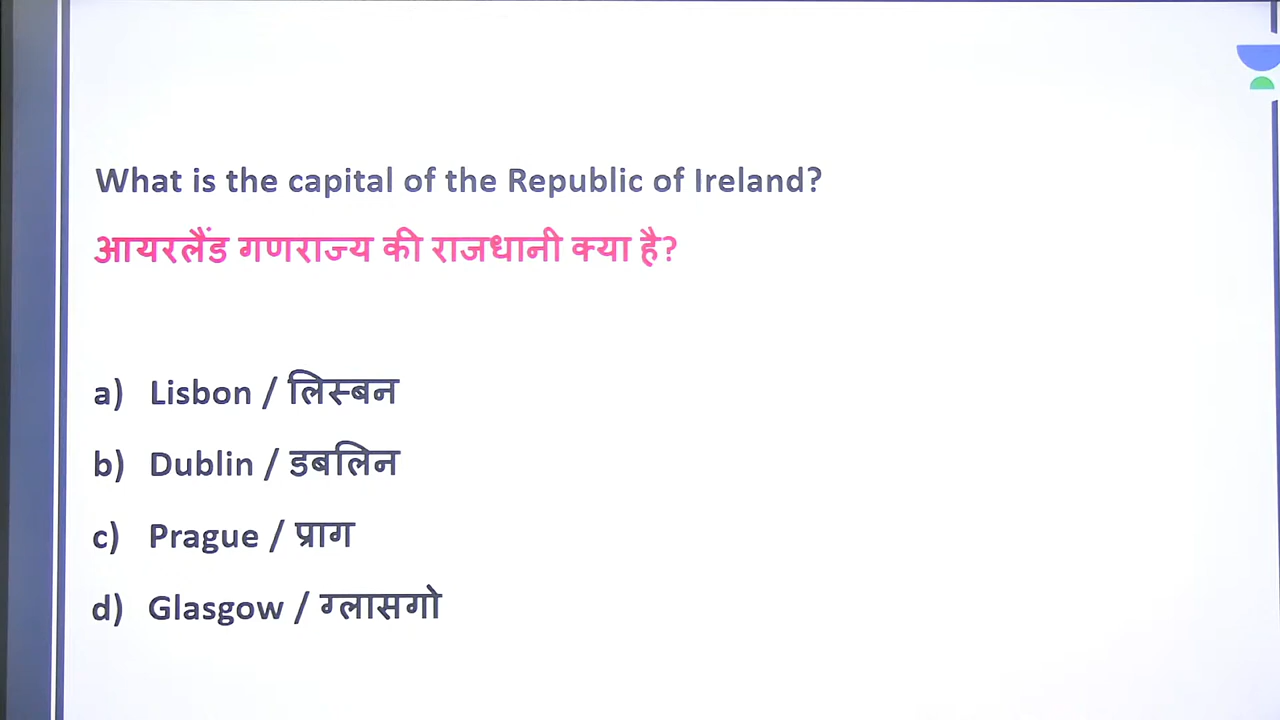 What is the capital of the Republic of Ireland?
आयरलैंड गणराज्य की राजधानी क्या है?
a) Lisbon / लिस्बन
b) Dublin / डबलिन
c) Prague / प्राग
d) Glasgow / ग्लासगो